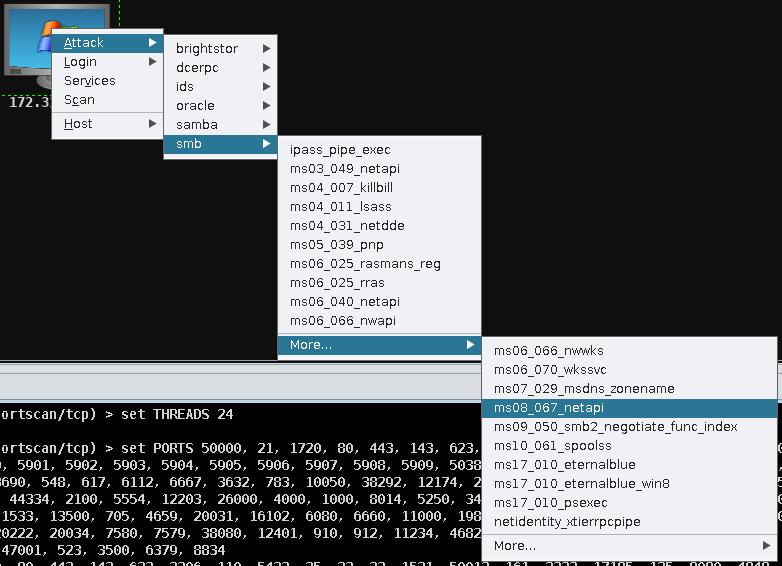 Attack
Login
Services
Scan
Host
172.3
brightstor
dcerpc
ids
oracle
samba
smb
ipass_pipe_exec
ms03_049_netapi
ms04_007_killbill
ms04_011_lsass
ms04_031_netdde
ms05_039_pnp
ms06_025_rasmans_reg
ms06_025_rras
ms06_040_netapi
ms06_066_nwapi
More...
ms06_066_nwwks
ms06_070_wkssvc
ms07_029_msdns_zonename
ms08_067_netapi
ms09_050_smb2_negotiate_func_index
ms10_061_spoolss
ms17_010_eternalblue
ms17_010_eternalblue_win8
ms17_010_psexec
netidentity_xtierrpcpipe
More...
ortscan/tcp) > set THREADS 24
ortscan/tcp) > set PORTS 50000, 21, 1720, 80, 443, 143, 623,
, 5901, 5902, 5903, 5904, 5905, 5906, 5907, 5908, 5909, 5038
8690, 548, 617, 6112, 6667, 3632, 783, 10050, 38292, 12174, 2
44334, 2100, 5554, 12203, 26000, 4000, 1000, 8014, 5250, 34
1533, 13500, 705, 4659, 20031, 16102, 6080, 6660, 11000, 198
20222, 20034, 7580, 7579, 38080, 12401, 910, 912, 11234, 4682
47001, 523, 3500, 6379, 8834